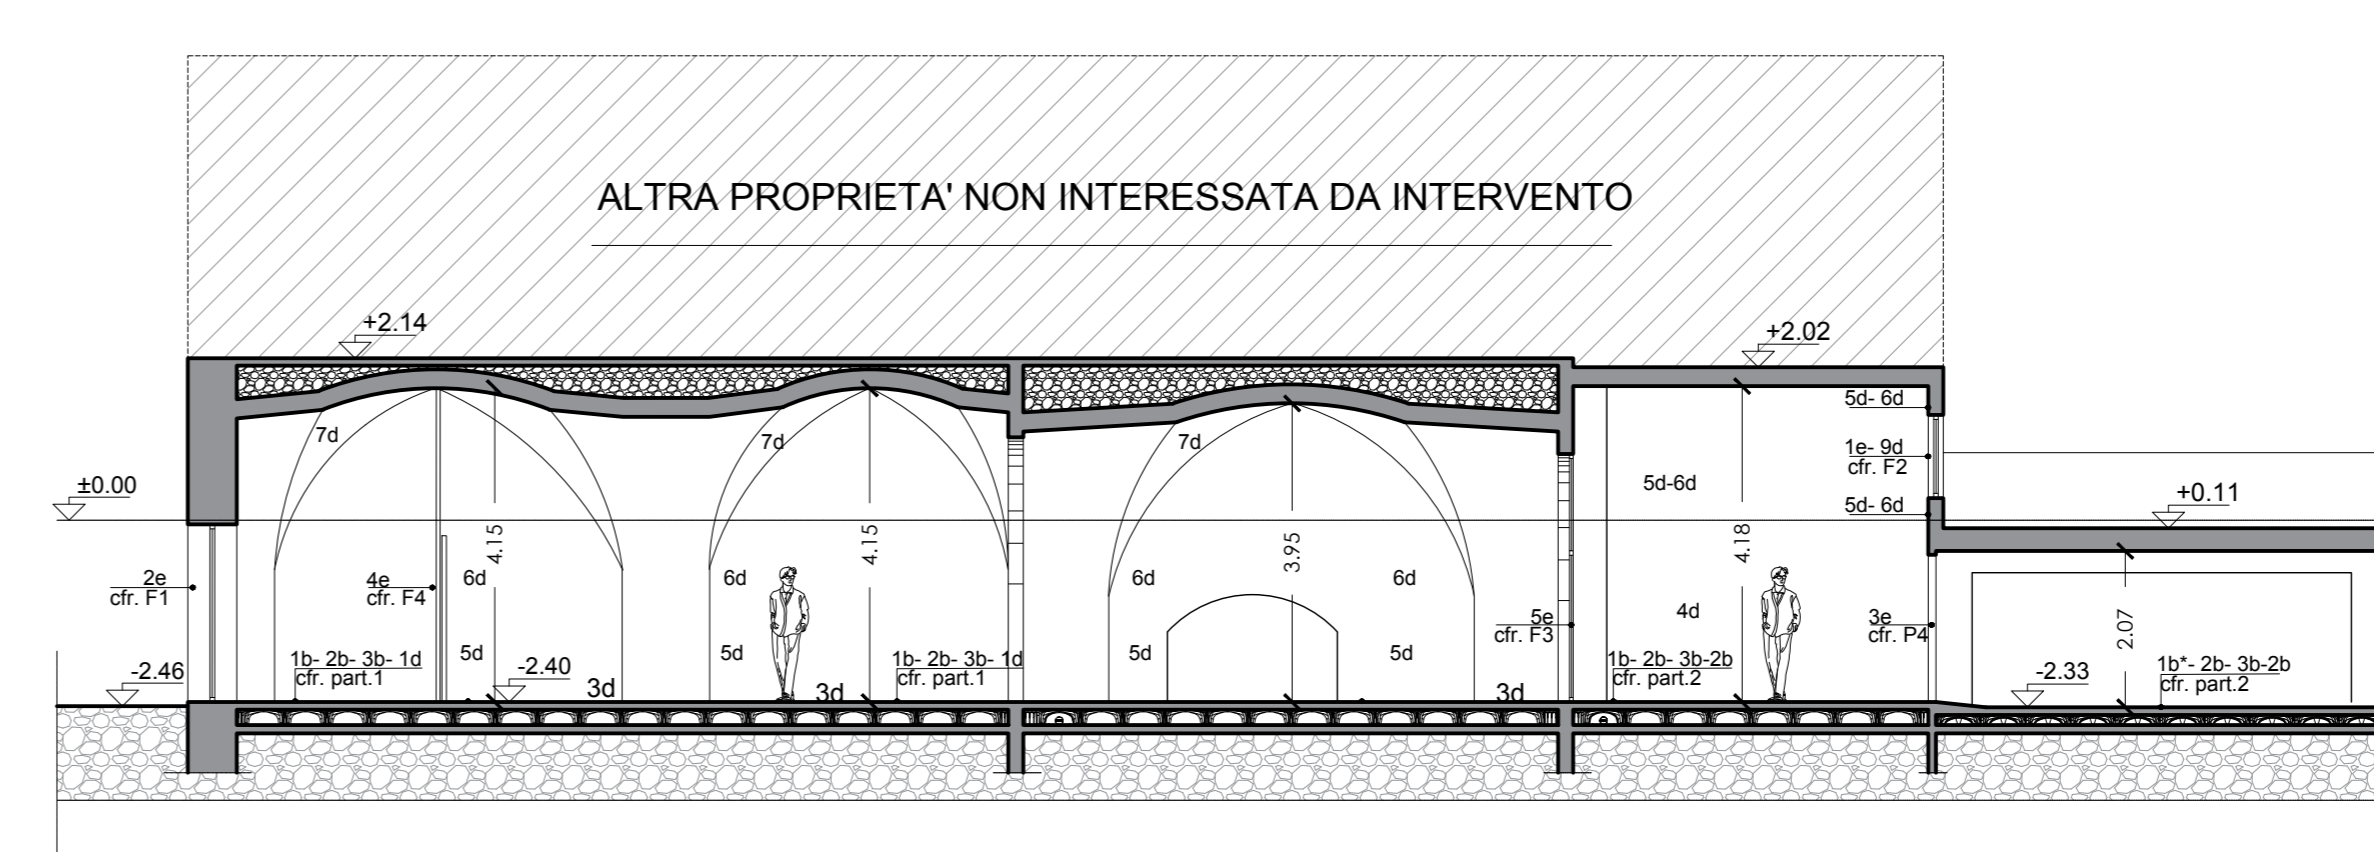 ALTRA PROPRIETA' NON INTERESSATA DA INTERVENTO
+2.14
+2.02
5d- 6d
7d
7d
7d
1e- 9d
cfr. F2
5d-6d
±0.00
+0.11
5d- 6d
4.15
4.15
3.95
4.18
2e
cfr. F1
4e
cfr. F4
6d
6d
6d
6d
4d
5e
cfr. F3
3e
cfr. P4
2.07
-2.46
1b- 2b- 3b- 1d
cfr. part.1
5d
-2.40
3d
5d
3d
1b- 2b- 3b- 1d
cfr. part.1
5d
5d
3d
1b- 2b- 3b-2b
cfr. part.2
-2.33
1b*- 2b- 3b-2b
cfr. part.2